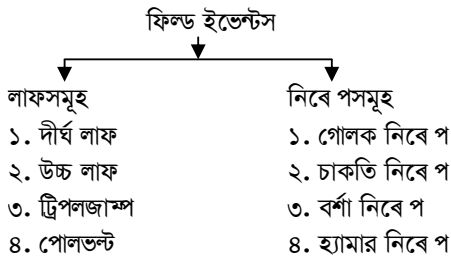 ফিল্ড ইভেন্টস
লাফসমূহ
১. দীর্ঘ লাফ
২. উচ্চ লাফ
৩. ট্রিপলজাম্প
৪. পোলভল্ট
নিৰে পসমূহ
১. গোলক নিৰে প
২. চাকতি নিৰে প
৩. বর্শা নিৰে প
৪. হ্যামার নিৰে প